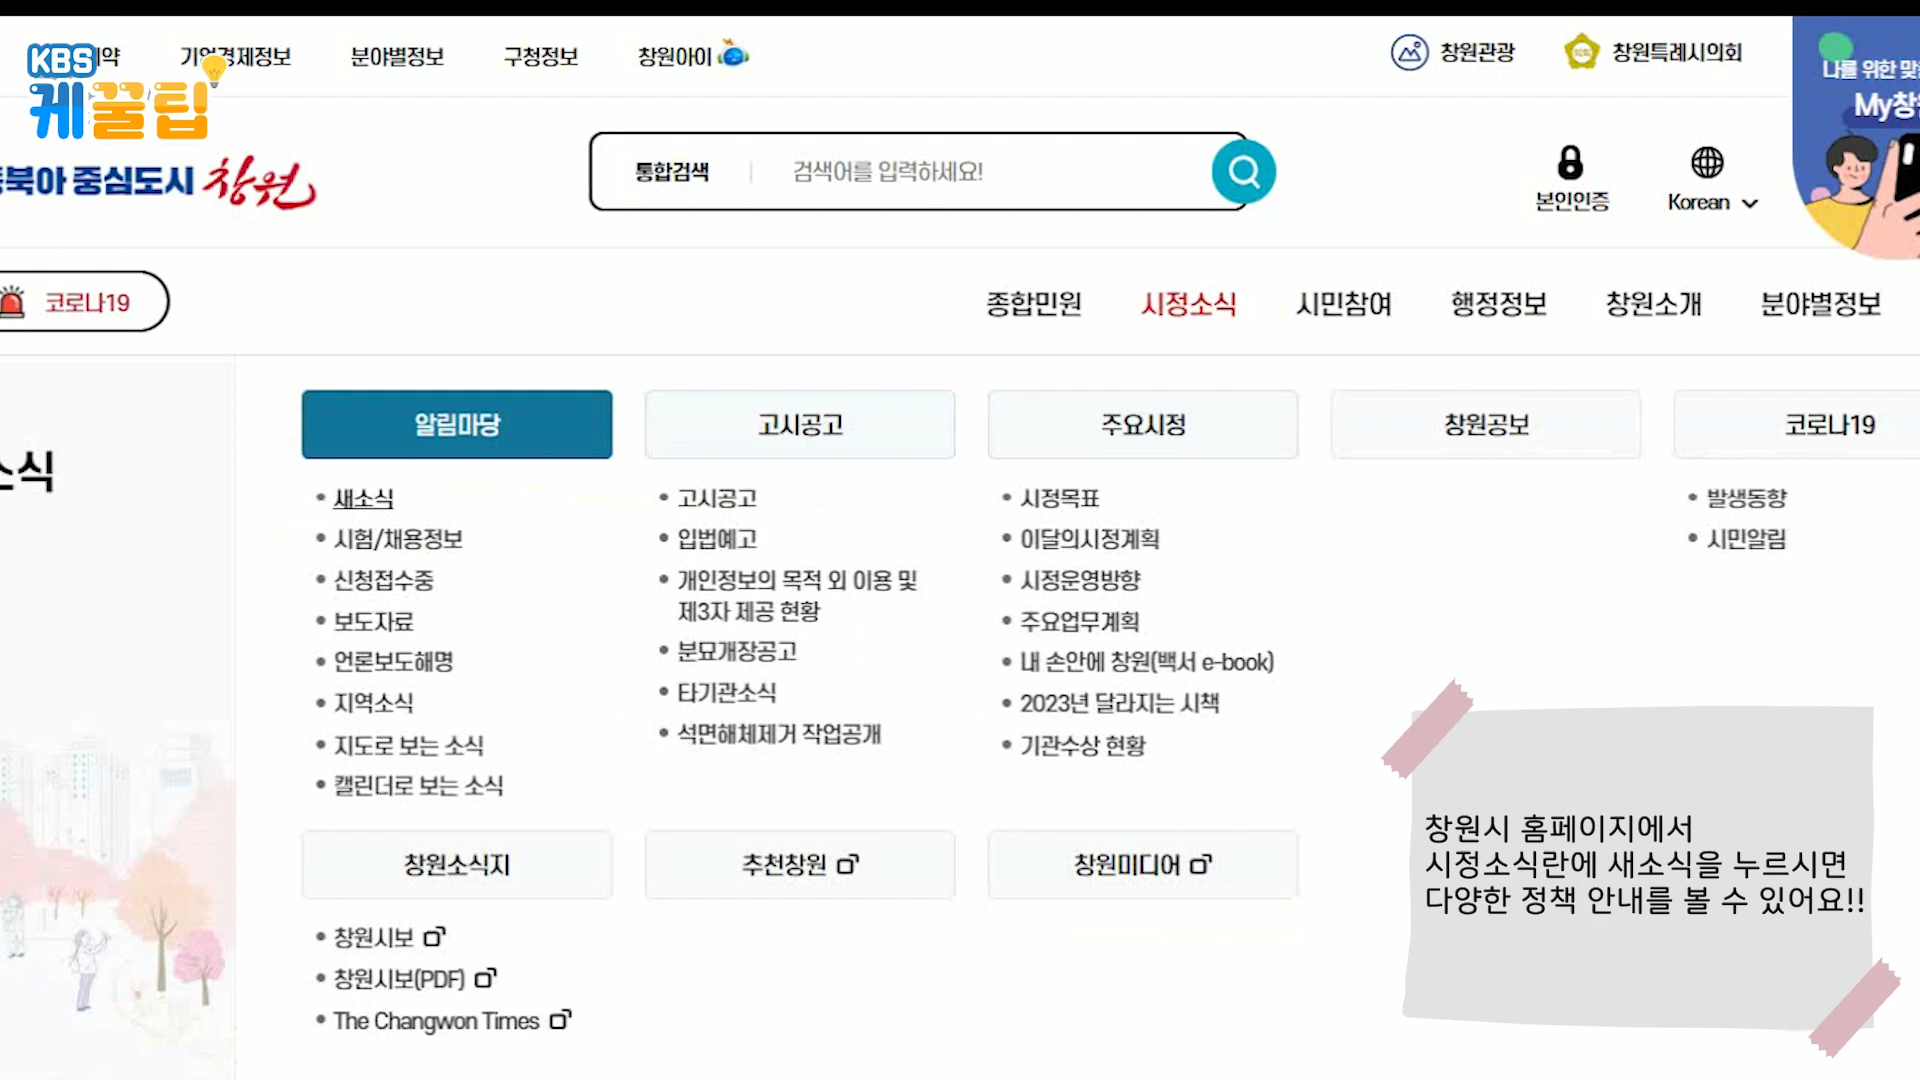 KBS
케꿀팁
약
기업경제정보
분야별정보
구청정보
창원아이
창원관광
창원특례시의회
나를 위한 맞
My창
북아 중심도시 창원
통합검색
검색어를 입력하세요!
본인인증
Korean
코로나19
종합민원
시정소식
시민참여
행정정보
창원소개
분야별정보
소식
알림마당
• 새소식
• 시험/채용정보
• 신청접수중
• 보도자료
• 언론보도해명
• 지역소식
• 지도로 보는 소식
• 캘린더로 보는 소식
고시공고
• 고시공고
• 입법예고
• 개인정보의 목적 외 이용 및
제3자 제공 현황
• 분묘개장공고
• 타기관소식
• 석면해체제거 작업공개
주요시정
• 시정목표
• 이달의시정계획
• 시정운영방향
• 주요업무계획
• 내 손안에 창원(백서 e-book)
• 2023년 달라지는 시책
• 기관수상 현황
창원공보
코로나19
• 발생동향
• 시민알림
창원소식지
• 창원시보
• 창원시보(PDF)
• The Changwon Times
추천창원
창원미디어
창원시 홈페이지에서
시정소식란에 새소식을 누르시면
다양한 정책 안내를 볼 수 있어요!!